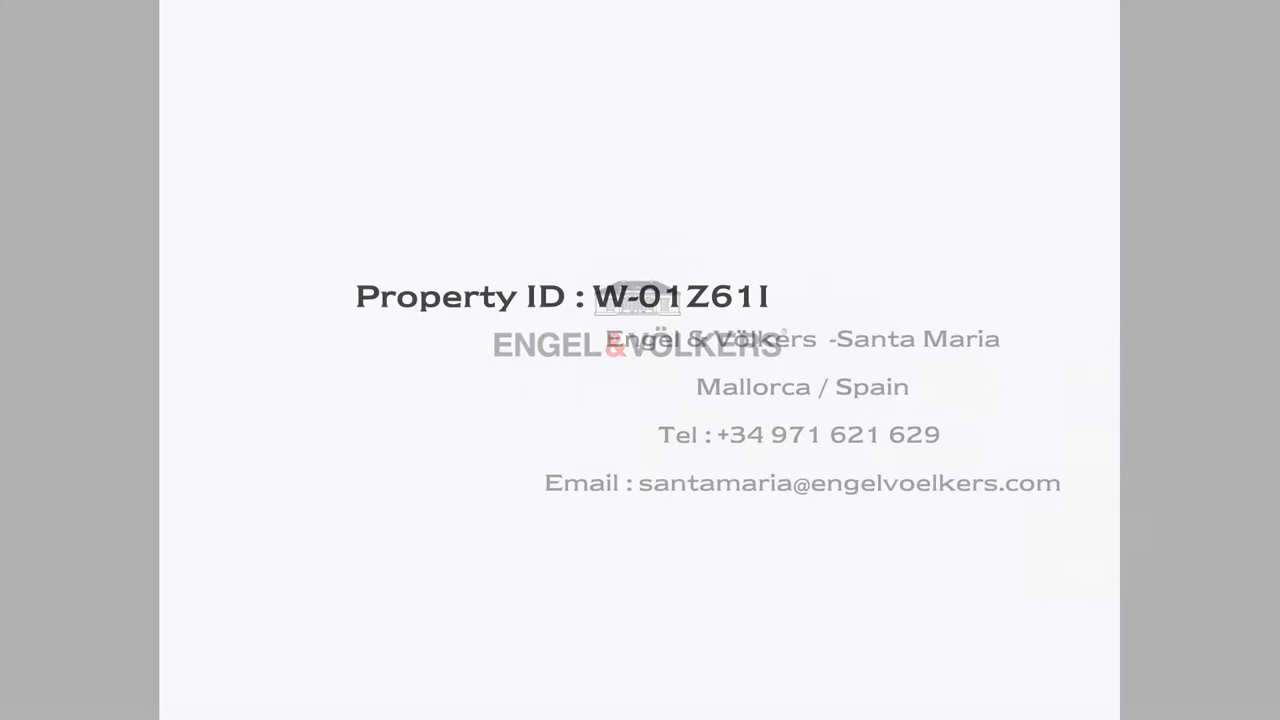 Property ID : W-01Z61I
ENGEL&VÖLKERS®
Engel & Völkers -Santa Maria
Mallorca / Spain
Tel : +34 971 621 629
Email : santamaria@engelvoelkers.com